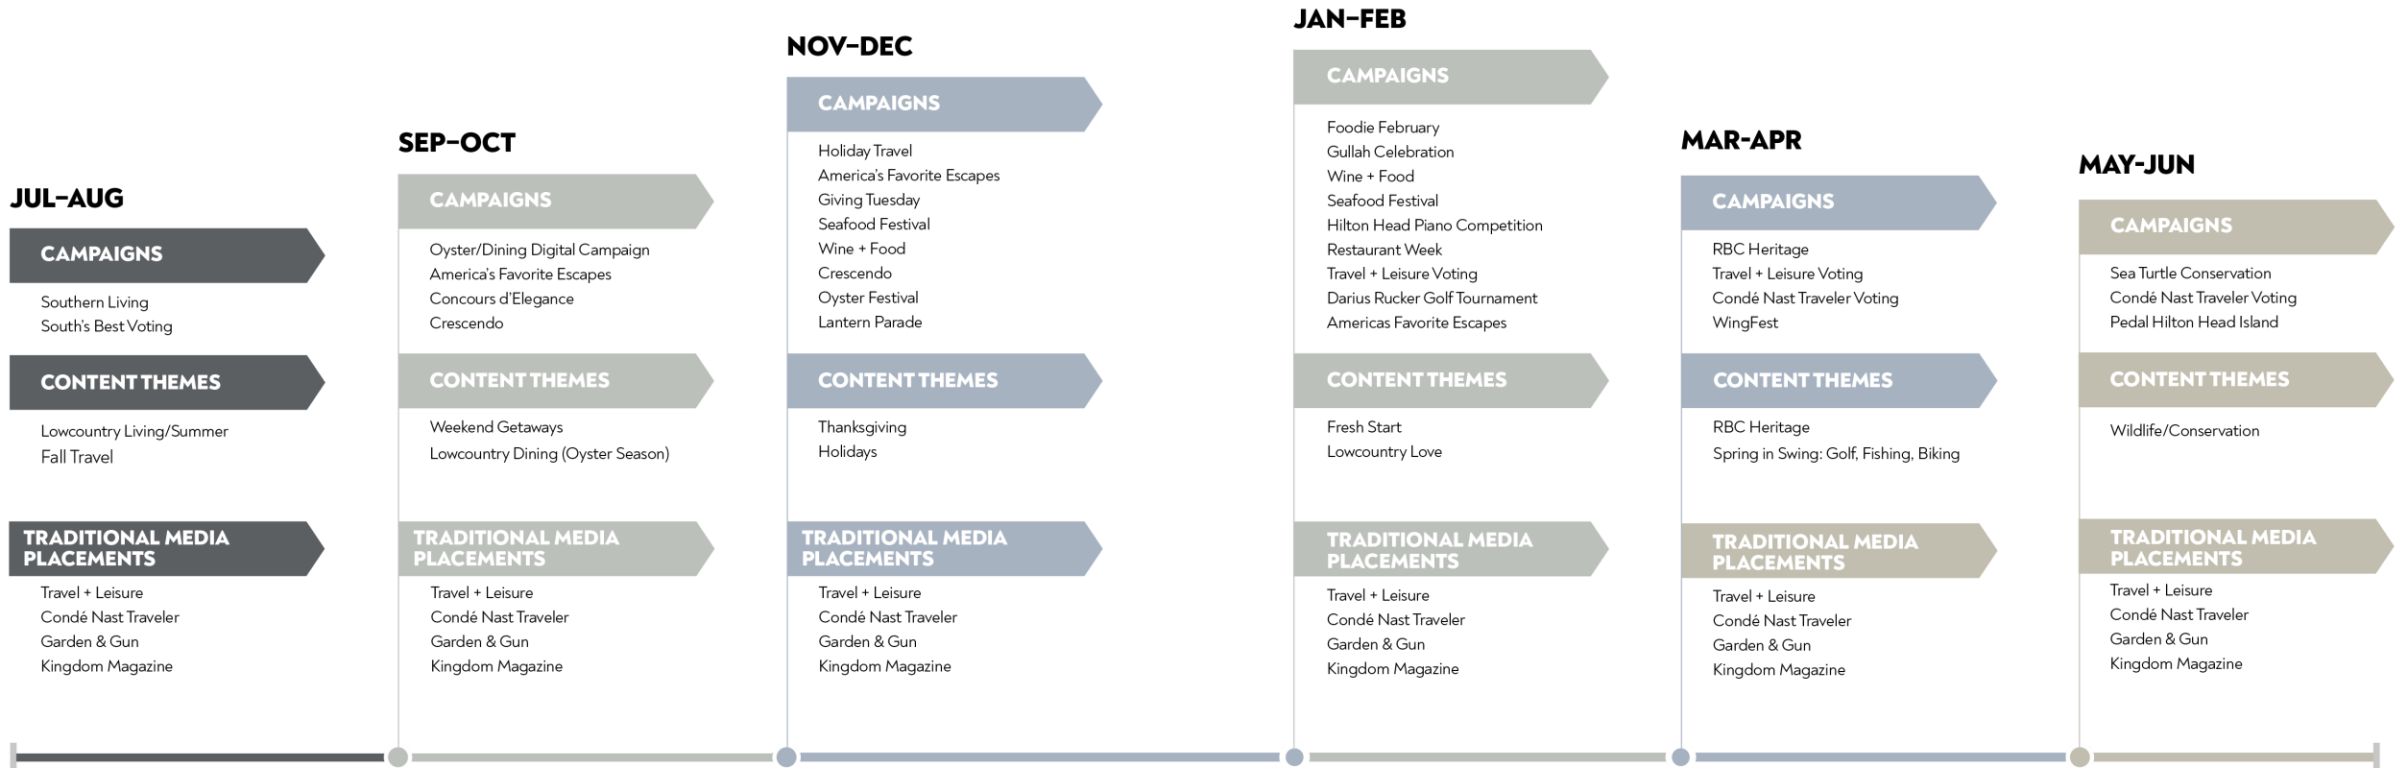 JUL–AUG
CAMPAIGNS
Southern Living
South's Best Voting
CONTENT THEMES
Lowcountry Living/Summer
Fall Travel
TRADITIONAL MEDIA
PLACEMENTS
Travel + Leisure
Condé Nast Traveler
Garden & Gun
Kingdom Magazine
SEP–OCT
CAMPAIGNS
Oyster/Dining Digital Campaign
America's Favorite Escapes
Concours d'Elegance
Crescendo
CONTENT THEMES
Weekend Getaways
Lowcountry Dining (Oyster Season)
TRADITIONAL MEDIA
PLACEMENTS
Travel + Leisure
Condé Nast Traveler
Garden & Gun
Kingdom Magazine
NOV–DEC
CAMPAIGNS
Holiday Travel
America's Favorite Escapes
Giving Tuesday
Seafood Festival
Wine + Food
Crescendo
Oyster Festival
Lantern Parade
CONTENT THEMES
Thanksgiving
Holidays
TRADITIONAL MEDIA
PLACEMENTS
Travel + Leisure
Condé Nast Traveler
Garden & Gun
Kingdom Magazine
JAN–FEB
CAMPAIGNS
Foodie February
Gullah Celebration
Wine + Food
Seafood Festival
Hilton Head Piano Competition
Restaurant Week
Travel + Leisure Voting
Darius Rucker Golf Tournament
Americas Favorite Escapes
CONTENT THEMES
Fresh Start
Lowcountry Love
TRADITIONAL MEDIA
PLACEMENTS
Travel + Leisure
Condé Nast Traveler
Garden & Gun
Kingdom Magazine
MAR-APR
CAMPAIGNS
RBC Heritage
Travel + Leisure Voting
Condé Nast Traveler Voting
WingFest
CONTENT THEMES
RBC Heritage
Spring in Swing: Golf, Fishing, Biking
TRADITIONAL MEDIA
PLACEMENTS
Travel + Leisure
Condé Nast Traveler
Garden & Gun
Kingdom Magazine
MAY-JUN
CAMPAIGNS
Sea Turtle Conservation
Condé Nast Traveler Voting
Pedal Hilton Head Island
CONTENT THEMES
Wildlife/Conservation
TRADITIONAL MEDIA
PLACEMENTS
Travel + Leisure
Condé Nast Traveler
Garden & Gun
Kingdom Magazine